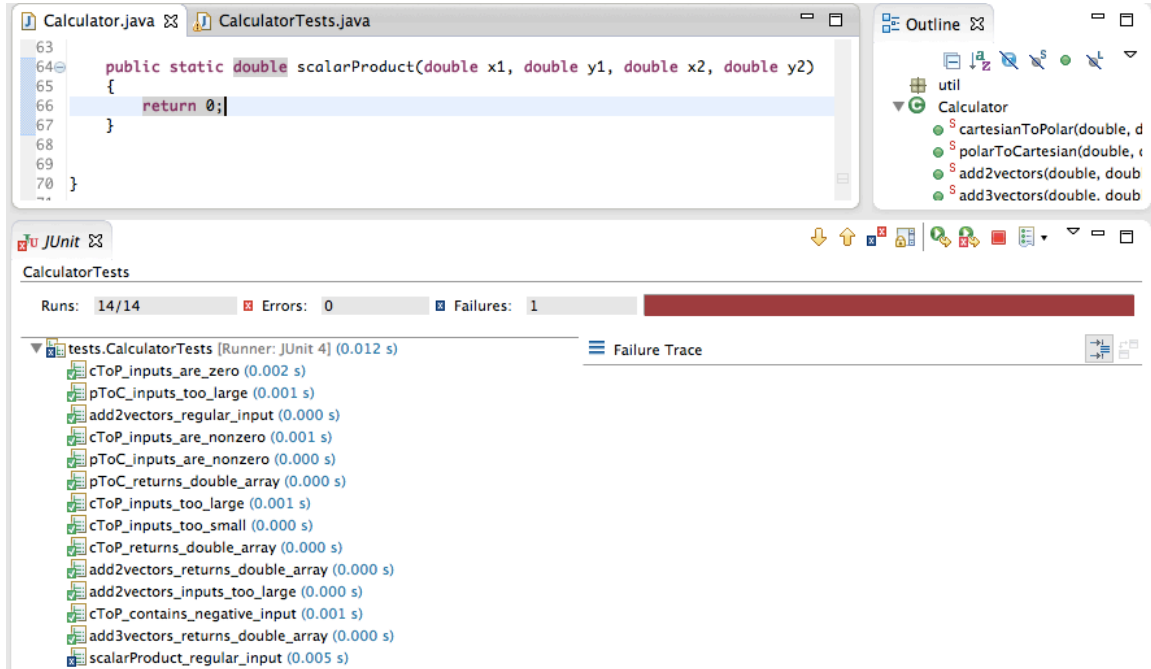 Calculator.java
CalculatorTests.java
63
64 public static double scalarProduct(double x1, double y1, double x2, double y2)
65 {
66 return 0;
67 }
68
69
70 }
Outline
util
Calculator
cartesianToPolar(double, d
polarToCartesian(double,
add2vectors(double, doub
add3vectors(double, doub
JUnit
CalculatorTests
Runs: 14/14 Errors: 0 Failures: 1
tests.CalculatorTests [Runner: JUnit 4] (0.012 s)
Failure Trace
cToP_inputs_are_zero (0.002 s)
pToC_inputs_too_large (0.001 s)
add2vectors_regular_input (0.000 s)
cToP_inputs_are_nonzero (0.001 s)
pToC_inputs_are_nonzero (0.000 s)
pToC_returns_double_array (0.000 s)
cToP_inputs_too_large (0.001 s)
cToP_inputs_too_small (0.000 s)
cToP_returns_double_array (0.000 s)
add2vectors_returns_double_array (0.000 s)
add2vectors_inputs_too_large (0.000 s)
cToP_contains_negative_input (0.001 s)
add3vectors_returns_double_array (0.000 s)
scalarProduct_regular_input (0.005 s)